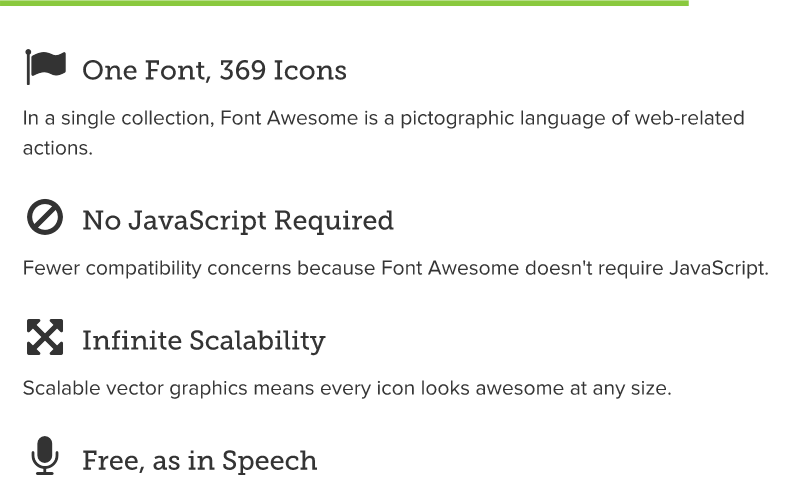 One Font, 369 Icons
In a single collection, Font Awesome is a pictographic language of web-related
actions.
No JavaScript Required
Fewer compatibility concerns because Font Awesome doesn't require JavaScript.
Infinite Scalability
Scalable vector graphics means every icon looks awesome at any size.
Free, as in Speech